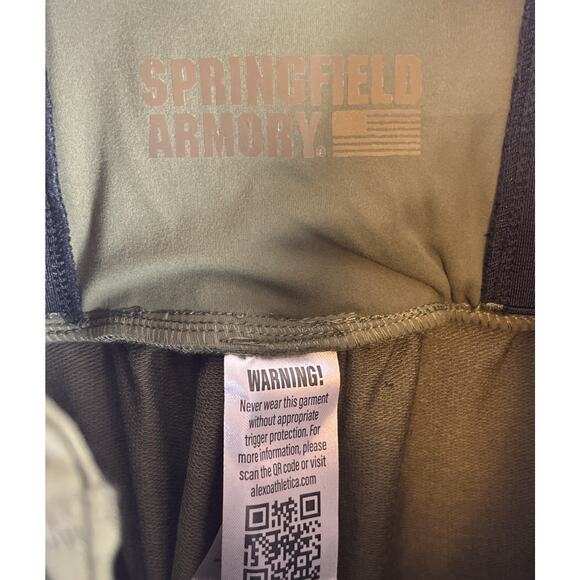 SPRINGFIELD
ARMORY®
WARNING!
Never wear this garment
without appropriate
trigger protection. For
more information, please
scan the QR code or visit
alexoathletica.com